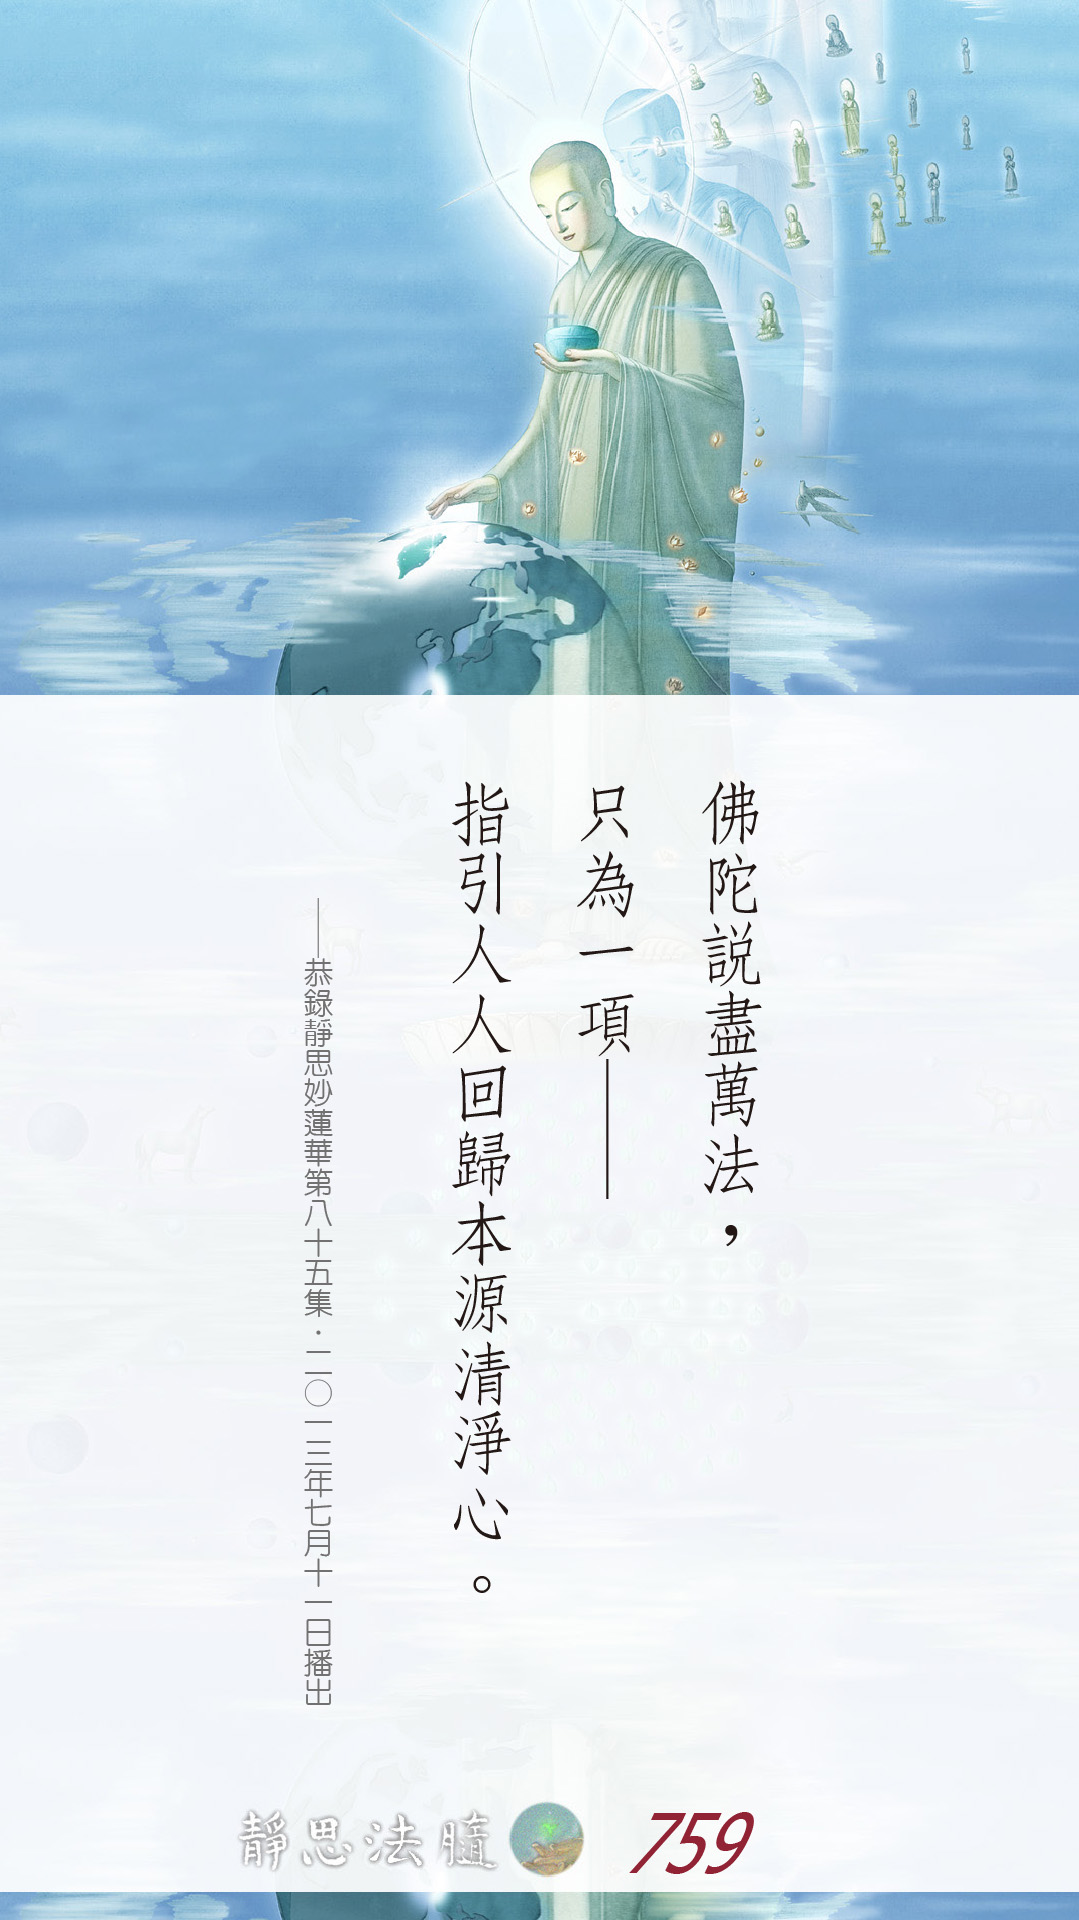 佛陀說盡萬法，
只為一項——
指引人人回歸本源清淨心。
——恭錄靜思妙蓮華第八十五集·二〇一三年七月十一日播出
靜思法髓
759